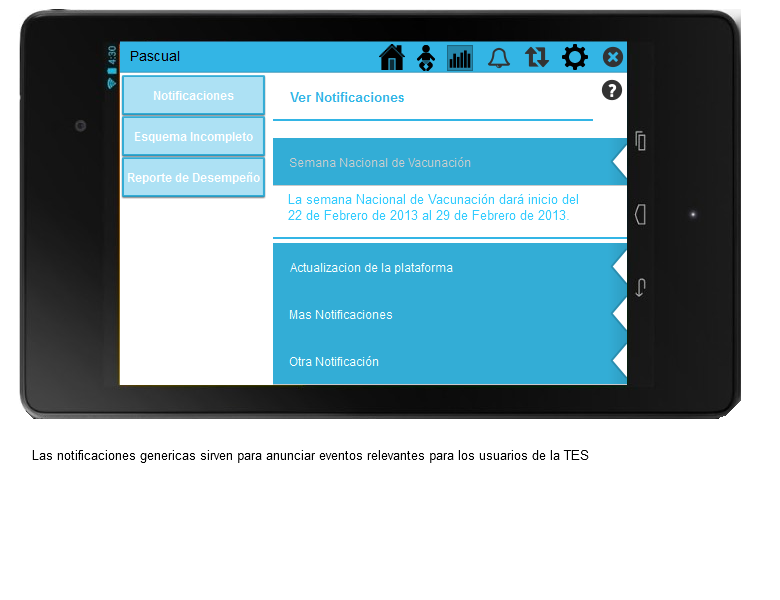 4:30
Pascual
Notificaciones
Esquema Incompleto
Reporte de Desempeño
Ver Notificaciones
?
Semana Nacional de Vacunación
La semana Nacional de Vacunación dará inicio del
22 de Febrero de 2013 al 29 de Febrero de 2013.
Actualizacion de la plataforma
Mas Notificaciones
Otra Notificación
Las notificaciones genericas sirven para anunciar eventos relevantes para los usuarios de la TES